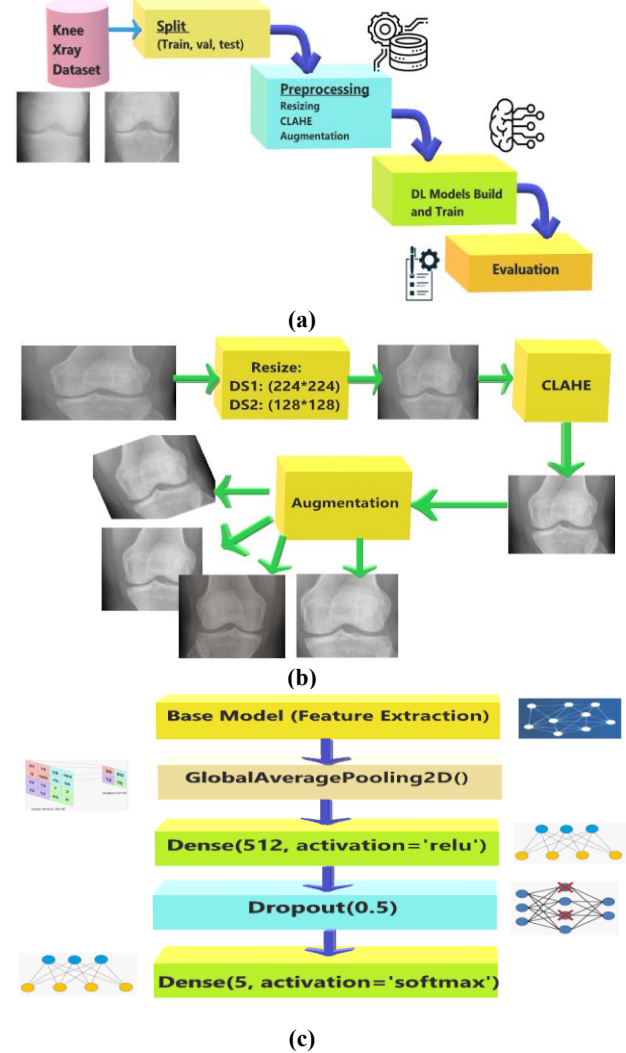 Knee
Xray
Dataset
Split
(Train, val, test)
Preprocessing
Resizing
CLAHE
Augmentation
DL Models Build
and Train
Evaluation
(a)
Resize:
DS1: (224*224)
DS2: (128*128)
CLAHE
Augmentation
(b)
Base Model (Feature Extraction)
GlobalAveragePooling2D()
Dense(512, activation='relu')
Dropout(0.5)
Dense(5, activation='softmax')
(c)